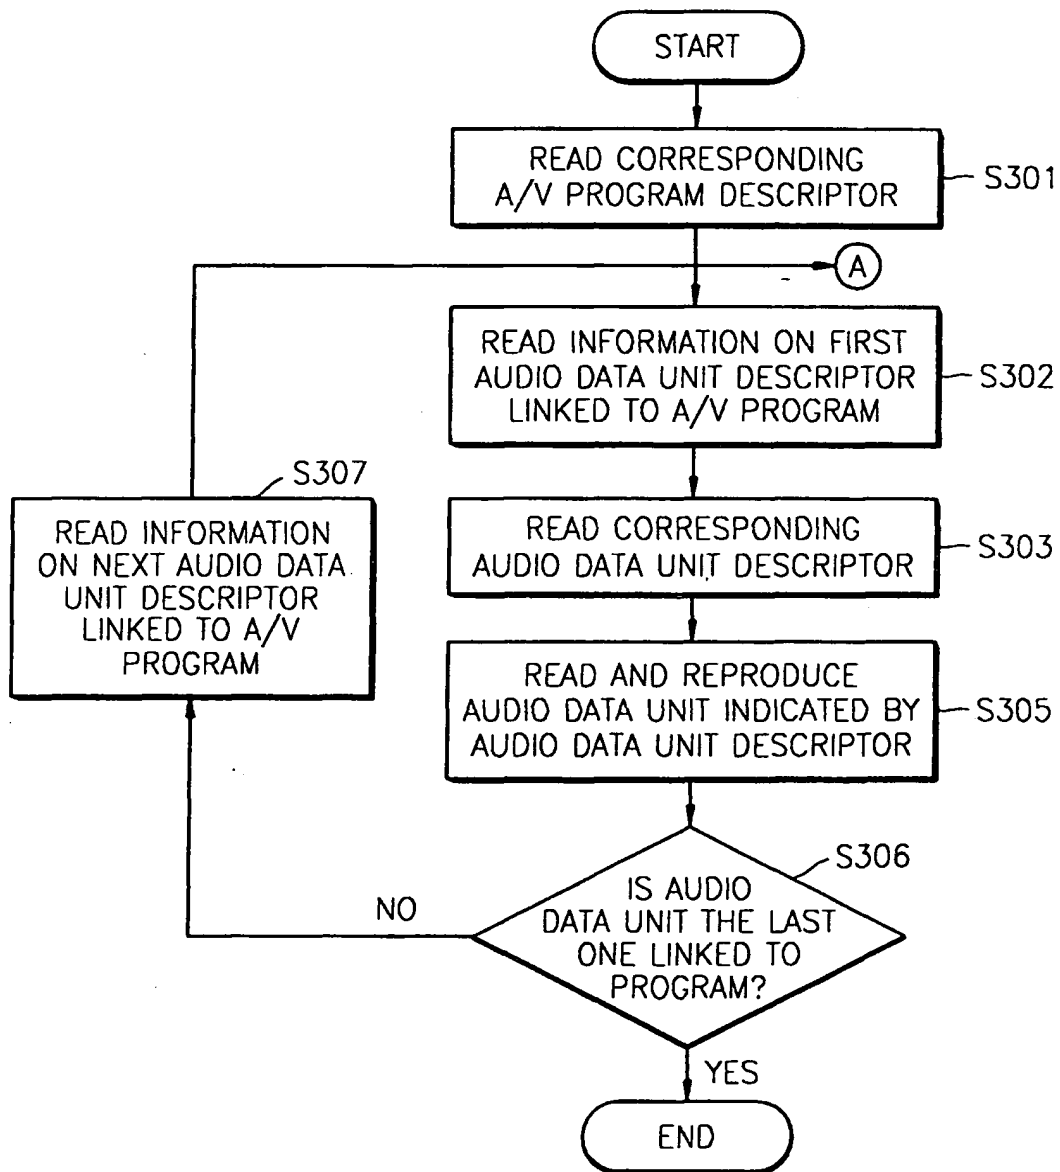 START
READ CORRESPONDING
A/V PROGRAM DESCRIPTOR
S301
A
READ INFORMATION ON FIRST
AUDIO DATA UNIT DESCRIPTOR
LINKED TO A/V PROGRAM
S302
S307
READ INFORMATION
ON NEXT AUDIO DATA
UNIT DESCRIPTOR
LINKED TO A/V
PROGRAM
READ CORRESPONDING
AUDIO DATA UNIT DESCRIPTOR
S303
READ AND REPRODUCE
AUDIO DATA UNIT INDICATED BY
AUDIO DATA UNIT DESCRIPTOR
S305
S306
IS AUDIO
DATA UNIT THE LAST
ONE LINKED TO
PROGRAM?
NO
YES
END